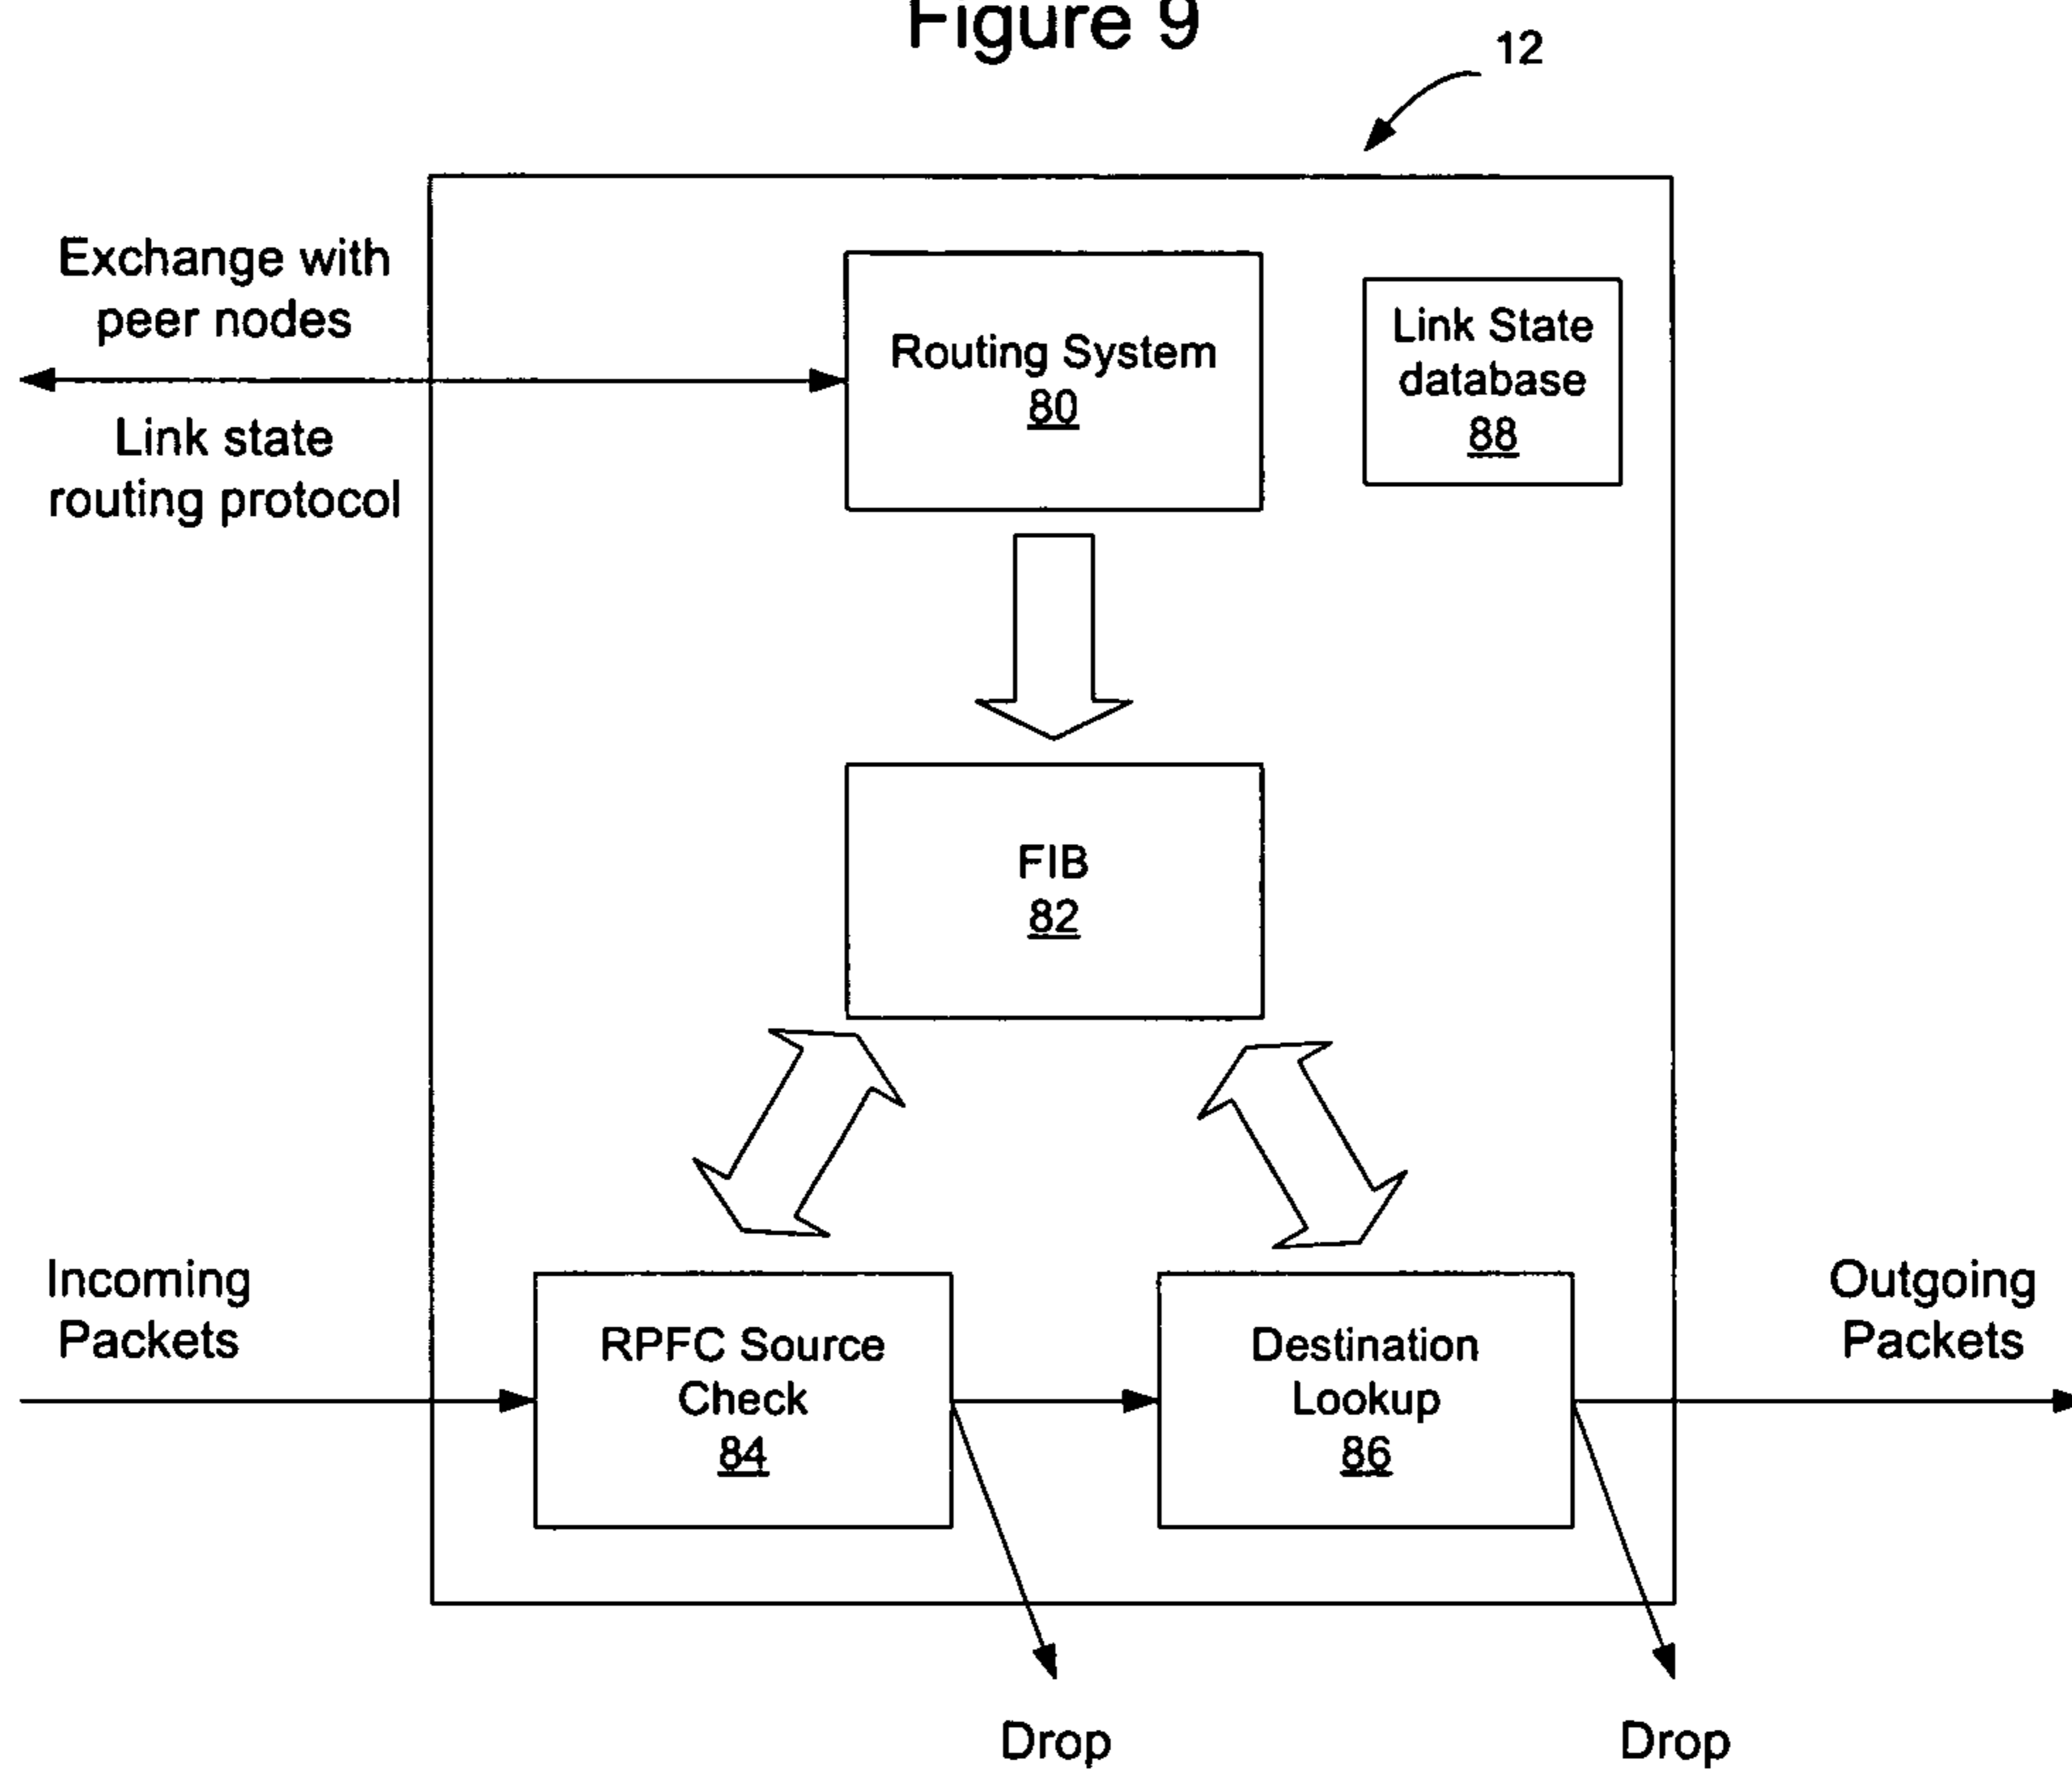 Figure 9
12
Exchange with
peer nodes
Link state
routing protocol
Routing System
80
Link State
database
88
FIB
82
Incoming
Packets
RPFC Source
Check
84
Destination
Lookup
86
Outgoing
Packets
Drop
Drop